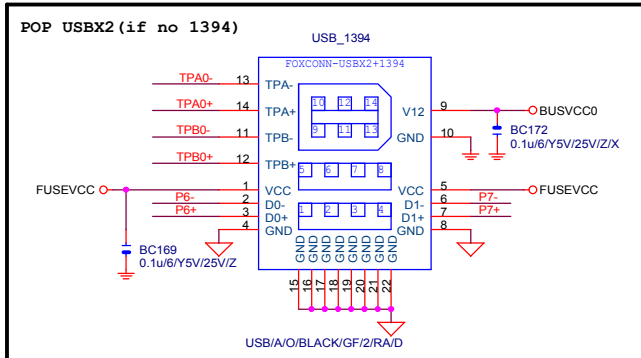 POP USBX2(if no 1394)
USB_1394
FOXCONN-USBX2+1394
TPA0- 13 TPA-
TPA0+ 14 TPA+
TPB0- 11 TPB-
TPB0+ 12 TPB+
10 12 14
9 11 13
V12 9 BUSVCC0
GND 10
BC172
0.1u/6/Y5V/25V/Z/X
5 6 7 8
FUSEVCC 1 VCC
P6- 2 D0-
P6+ 3 D0+
4 GND
1 2 3 4
VCC 5 FUSEVCC
D1- 6 P7-
D1+ 7 P7+
GND 8
BC169
0.1u/6/Y5V/25V/Z
GND GND GND GND GND GND GND GND
15 16 17 18 19 20 21 22
USB/A/O/BLACK/GF/2/RA/D